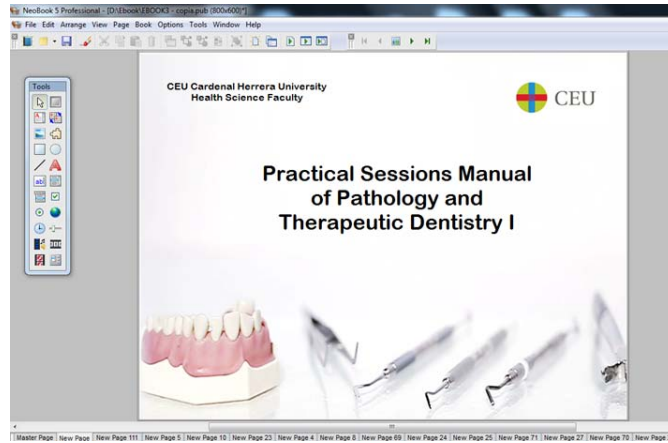 NeoBook 5 Professional - [D:\Ebook\EBOOK3 - copia.pub (800x600)*]
File Edit Arrange View Page Book Options Tools Window Help
Tools
CEU Cardenal Herrera University
Health Science Faculty
CEU
Practical Sessions Manual
of Pathology and
Therapeutic Dentistry I
Master Page New Page New Page 111 New Page 5 New Page 10 New Page 23 New Page 4 New Page 8 New Page 69 New Page 24 New Page 25 New Page 71 New Page 27 New Page 70 New Page